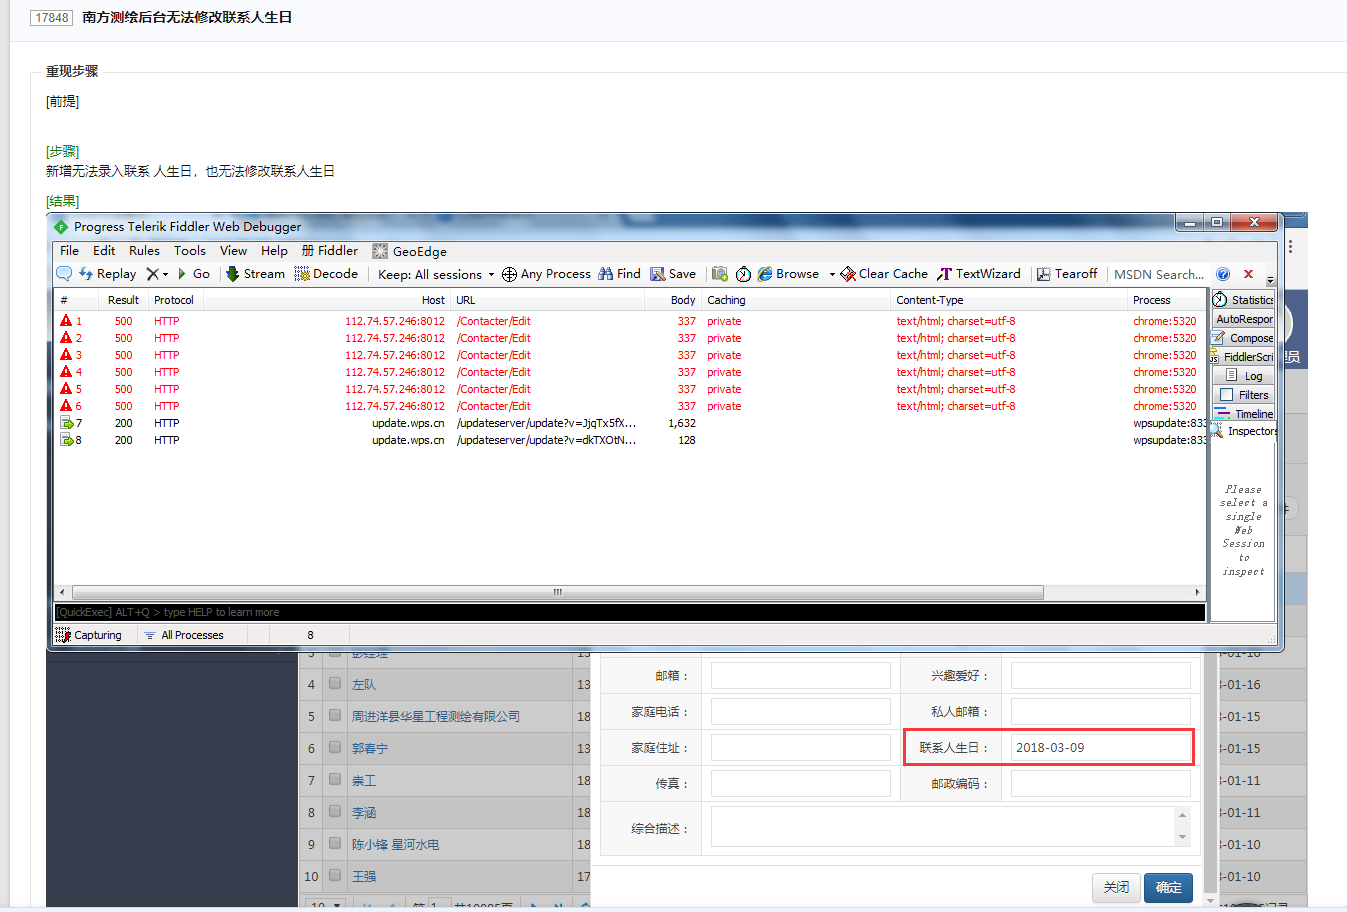 17848 南方测绘后台无法修改联系人生日
重现步骤
[前提]
[步骤]
新增无法录入联系 人生日，也无法修改联系人生日
[结果]
Progress Telerik Fiddler Web Debugger
File Edit Rules Tools View Help 册 Fiddler GeoEdge
Replay Go Stream Decode Keep: All sessions Any Process Find Save Browse Clear Cache TextWizard Tearoff MSDN Search...
# Result Protocol Host URL Body Caching Content-Type Process
1 500 HTTP 112.74.57.246:8012 /Contacter/Edit 337 private text/html; charset=utf-8 chrome:5320
2 500 HTTP 112.74.57.246:8012 /Contacter/Edit 337 private text/html; charset=utf-8 chrome:5320
3 500 HTTP 112.74.57.246:8012 /Contacter/Edit 337 private text/html; charset=utf-8 chrome:5320
4 500 HTTP 112.74.57.246:8012 /Contacter/Edit 337 private text/html; charset=utf-8 chrome:5320
5 500 HTTP 112.74.57.246:8012 /Contacter/Edit 337 private text/html; charset=utf-8 chrome:5320
6 500 HTTP 112.74.57.246:8012 /Contacter/Edit 337 private text/html; charset=utf-8 chrome:5320
7 200 HTTP update.wps.cn /updateserver/update?v=JjqTx5fX... 1,632 wpsupdate:833
8 200 HTTP update.wps.cn /updateserver/update?v=dkTXOtN... 128 wpsupdate:833
Statistics
AutoRespor
Compose
FiddlerScri
Log
Filters
Timeline
Inspectors
员
Please
select a
single
Web
Session
to
inspect
[QuickExec] ALT+Q > type HELP to learn more
Capturing All Processes 8
4 左队 13 邮箱： 兴趣爱好： -01-16
5 周进洋县华星工程测绘有限公司 18 家庭电话： 私人邮箱： -01-15
6 郭春宁 13 家庭住址： 联系人生日： 2018-03-09 -01-15
7 崇工 18 传真： 邮政编码： -01-11
8 李涵 18 综合描述： -01-11
9 陈小锋 星河水电 18 -01-10
10 王强 17 关闭 确定 -01-10